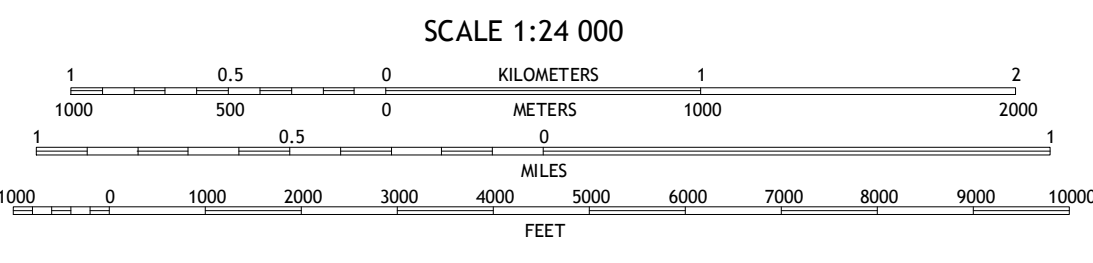 SCALE 1:24 000
1 0.5 0 KILOMETERS 1 2
1000 500 0 METERS 1000 2000
1 0.5 0 1
MILES
1000 0 1000 2000 3000 4000 5000 6000 7000 8000 9000 10000
FEET